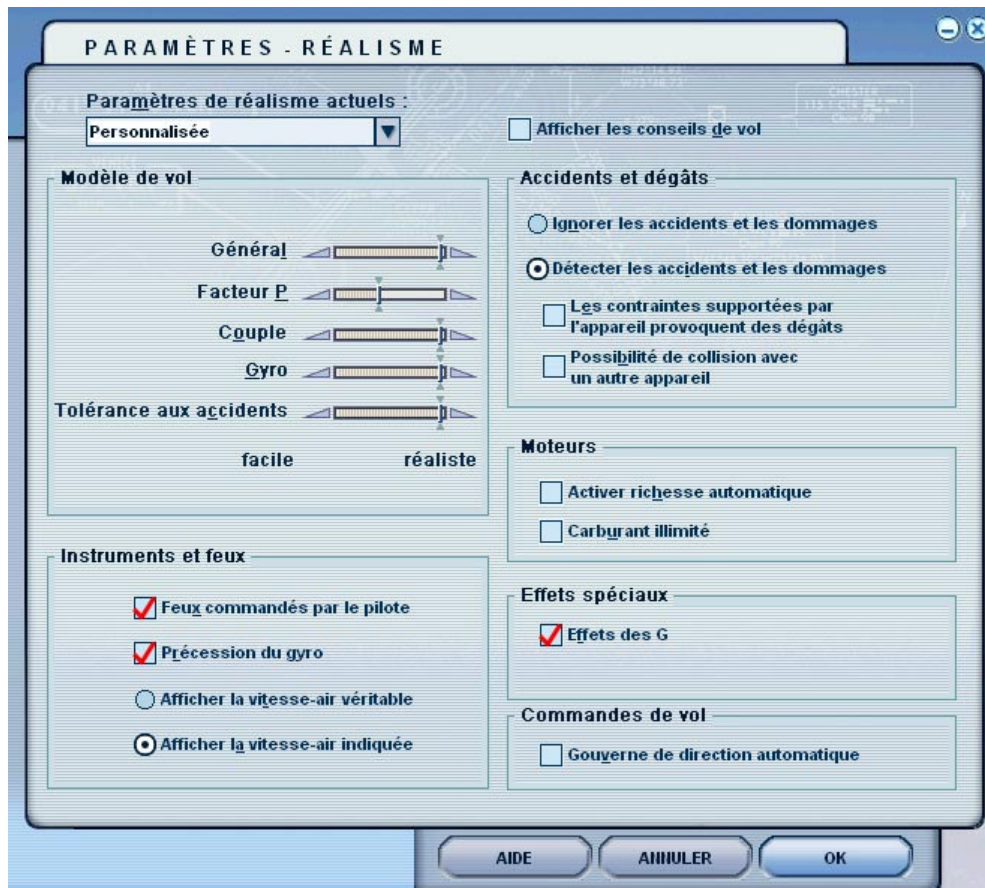 PARAMÈTRES - RÉALISME
Paramètres de réalisme actuels :
Personnalisée
Afficher les conseils de vol
Modèle de vol
Général
Facteur P
Couple
Gyro
Tolérance aux accidents
facile réaliste
Accidents et dégâts
Ignorer les accidents et les dommages
Détecter les accidents et les dommages
Les contraintes supportées par
l'appareil provoquent des dégâts
Possibilité de collision avec
un autre appareil
Moteurs
Activer richesse automatique
Carburant illimité
Instruments et feux
Feux commandés par le pilote
Précession du gyro
Afficher la vitesse-air véritable
Afficher la vitesse-air indiquée
Effets spéciaux
Effets des G
Commandes de vol
Gouverne de direction automatique
AIDE
ANNULER
OK